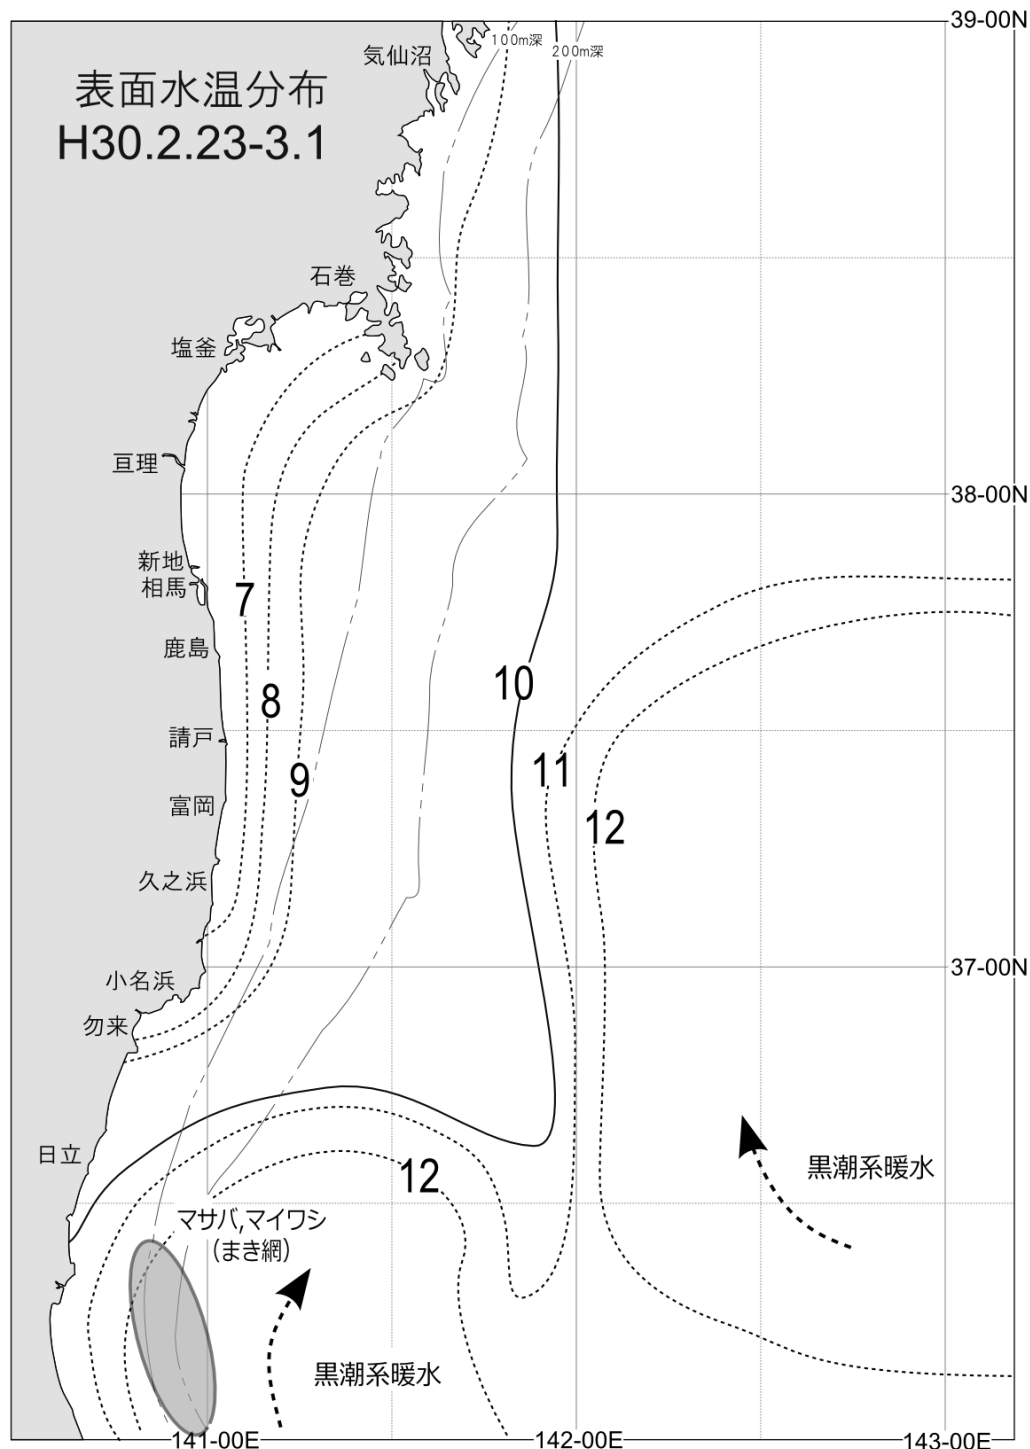 39-00N
100m深
200m深
気仙沼
表面水温分布
H30.2.23-3.1
石巻
塩釜
亘理
38-00N
新地
相馬
7
鹿島
8
10
請戸
9
11
富岡
12
久之浜
37-00N
小名浜
勿来
日立
12
黒潮系暖水
マサバ,マイワシ
(まき網)
黒潮系暖水
141-00E
142-00E
143-00E